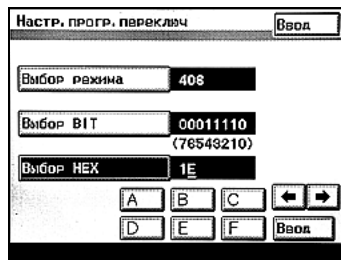 Настр. прогр. переключ Ввод
Выбор режима 408
Выбор BIT 00011110
(76543210)
Выбор HEX 1E
A B C ← →
D E F Ввод